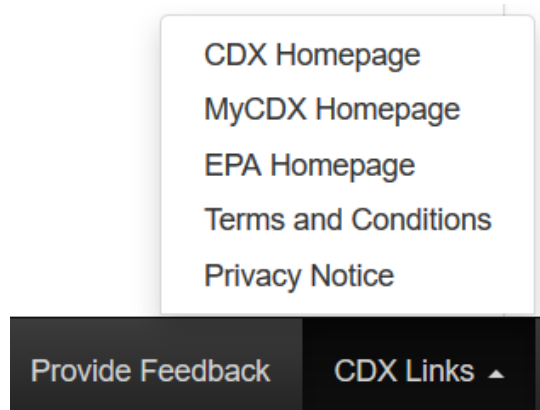 CDX Homepage
MyCDX Homepage
EPA Homepage
Terms and Conditions
Privacy Notice
Provide Feedback CDX Links